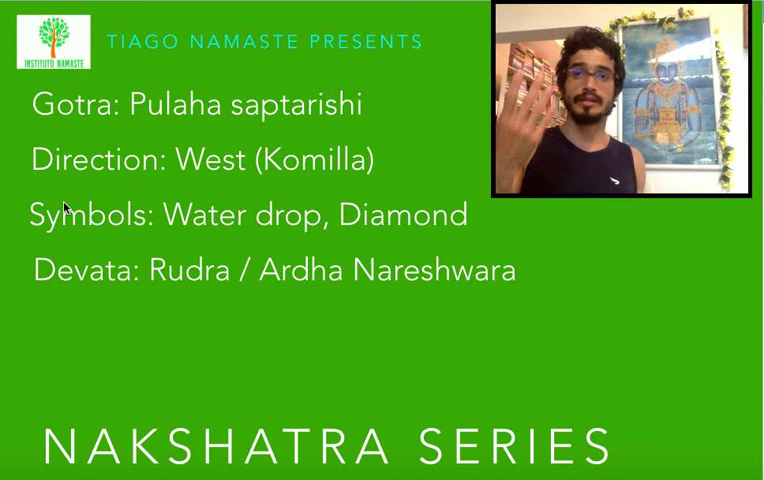 INSTITUTO NAMASTE
TIAGO NAMASTE PRESENTS
Gotra: Pulaha saptarishi
Direction: West (Komilla)
Symbols: Water drop, Diamond
Devata: Rudra / Ardha Nareshwara
NAKSHATRA SERIES